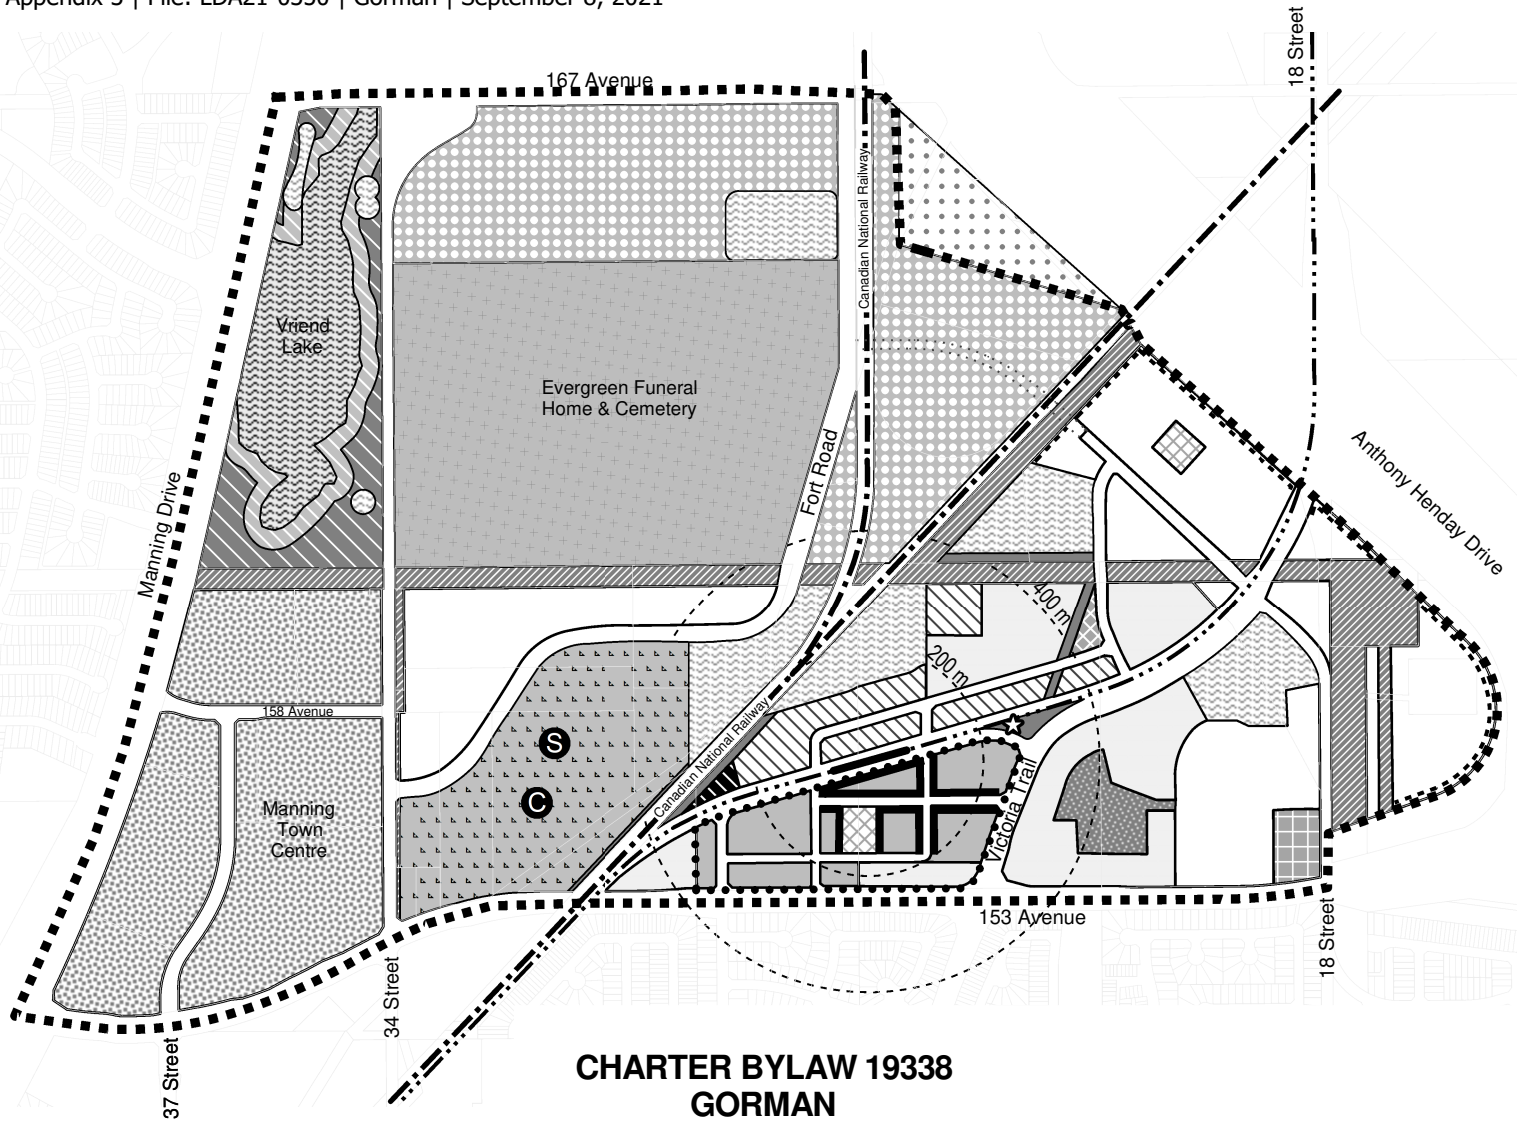 Appendix 3 | File: LDA21-0330 | Gorman | September 8, 2021
18 Street
167 Avenue
Canadian National Railway
Vriend
Lake
Evergreen Funeral
Home & Cemetery
Fort Road
Manning Drive
Anthony Henday Drive
400 m
200 m
158 Avenue
S
C
Canadian National Railway
Manning
Town
Centre
Victoria Trail
153 Avenue
18 Street
34 Street
37 Street
CHARTER BYLAW 19338
GORMAN